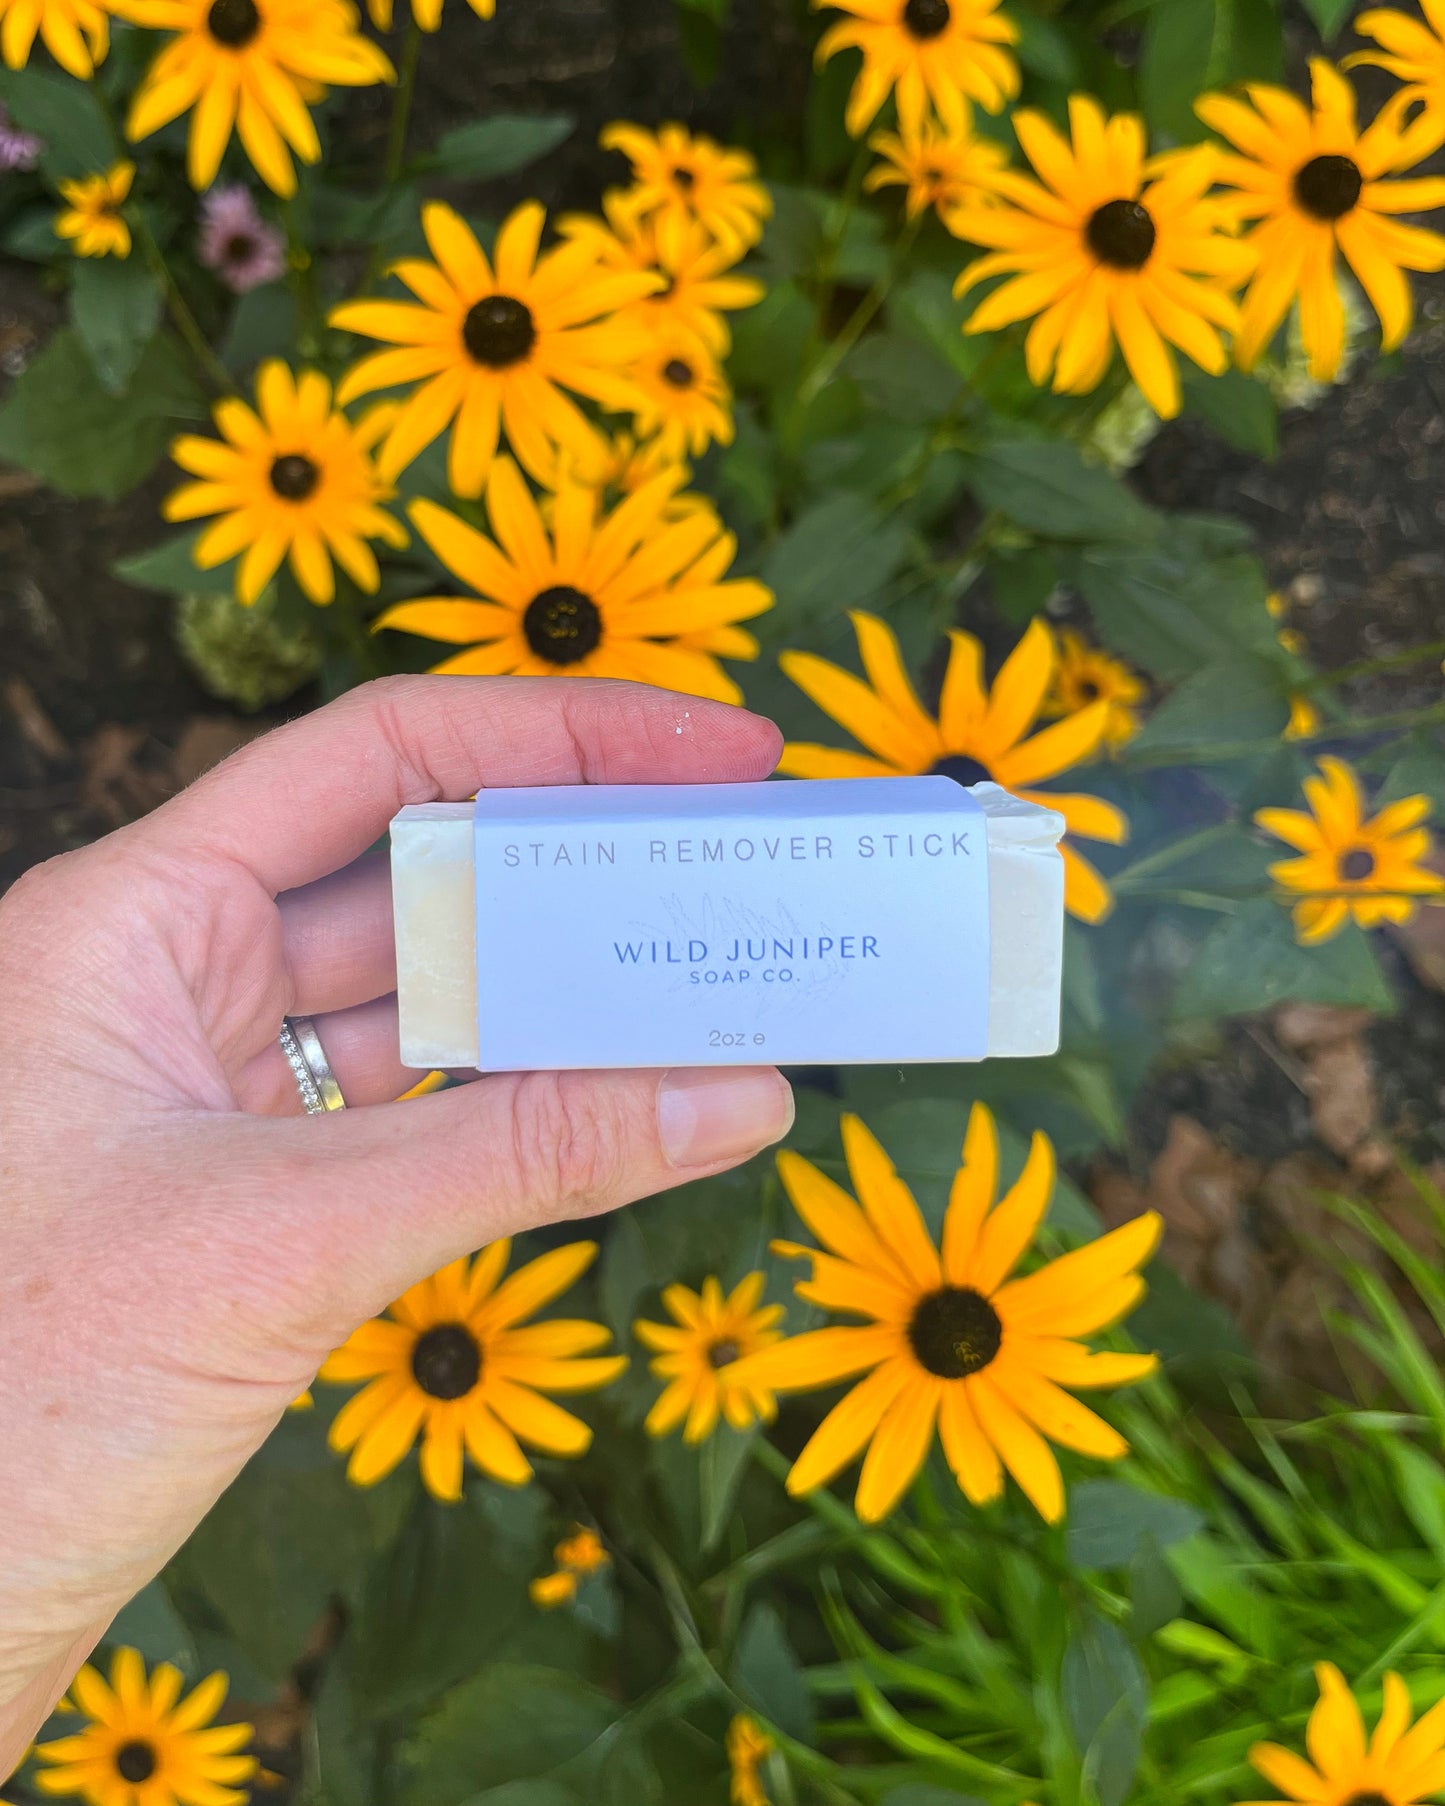 STAIN REMOVER STICK
WILD JUNIPER
SOAP CO.
2oz ℮